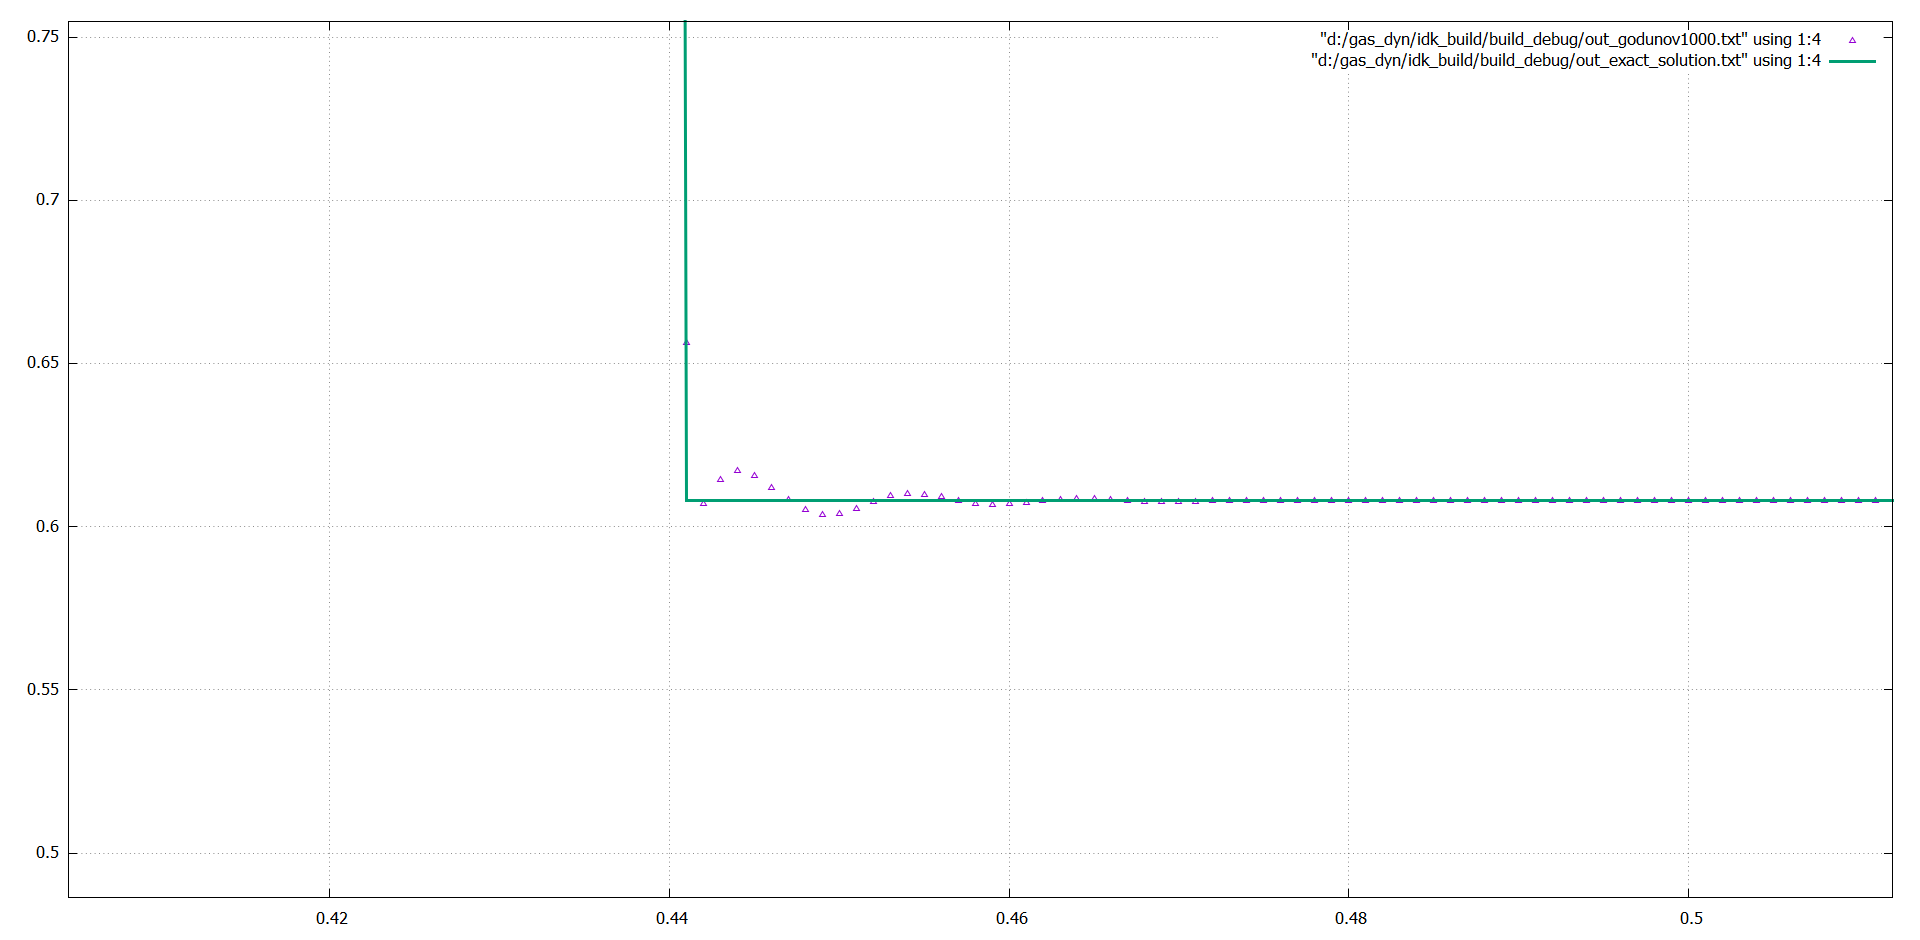 "d:/gas_dyn/idk_build/build_debug/out_godunov1000.txt" using 1:4
"d:/gas_dyn/idk_build/build_debug/out_exact_solution.txt" using 1:4
0.75
0.7
0.65
0.6
0.55
0.5
0.42 0.44 0.46 0.48 0.5